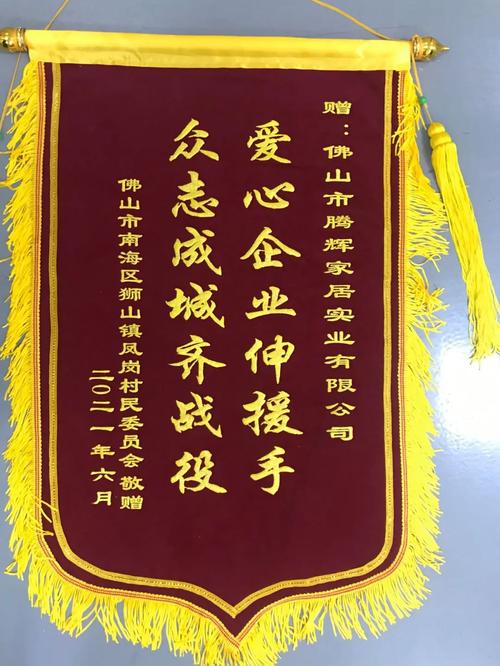 赠：佛山市腾辉家居实业有限公司
爱心企业伸援手
众志成城齐战役
佛山市南海区狮山镇凤岗村民委员会 敬赠
二〇二一年六月